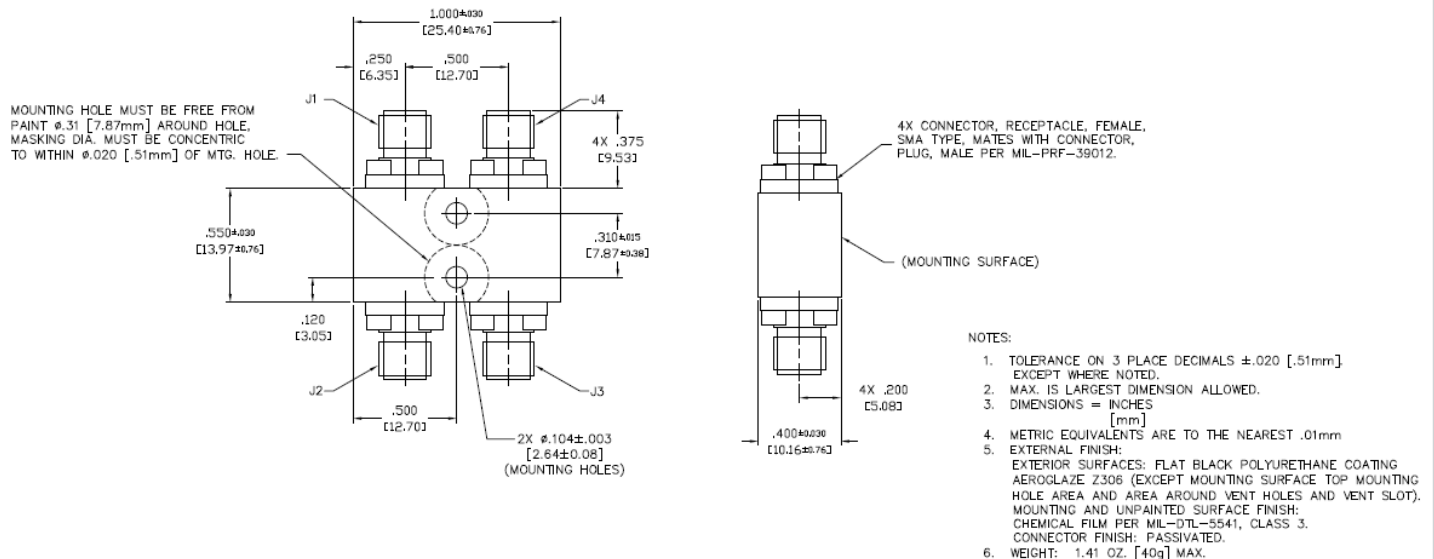 1.000±.030
[25.40±0.76]
.250
[6.35]
.500
[12.70]
J1
J4
MOUNTING HOLE MUST BE FREE FROM
PAINT ø.31 [7.87mm] AROUND HOLE,
MASKING DIA. MUST BE CONCENTRIC
TO WITHIN ø.020 [.51mm] OF MTG. HOLE.
4X .375
[9.53]
.550±.030
[13.97±0.76]
.310±.015
[7.87±0.38]
.120
[3.05]
J2
J3
.500
[12.70]
2X ø.104±.003
[2.64±0.08]
(MOUNTING HOLES)
4X CONNECTOR, RECEPTACLE, FEMALE,
SMA TYPE, MATES WITH CONNECTOR,
PLUG, MALE PER MIL-PRF-39012.
(MOUNTING SURFACE)
4X .200
[5.08]
.400±0.030
[10.16±0.76]
NOTES:
1. TOLERANCE ON 3 PLACE DECIMALS ±.020 [.51mm]
EXCEPT WHERE NOTED.
2. MAX. IS LARGEST DIMENSION ALLOWED.
3. DIMENSIONS = INCHES
[mm]
4. METRIC EQUIVALENTS ARE TO THE NEAREST .01mm
5. EXTERNAL FINISH:
EXTERIOR SURFACES: FLAT BLACK POLYURETHANE COATING
AEROGLAZE Z306 (EXCEPT MOUNTING SURFACE TOP MOUNTING
HOLE AREA AND AREA AROUND VENT HOLES AND VENT SLOT).
MOUNTING AND UNPAINTED SURFACE FINISH:
CHEMICAL FILM PER MIL-DTL-5541, CLASS 3.
CONNECTOR FINISH: PASSIVATED.
6. WEIGHT: 1.41 OZ. [40g] MAX.